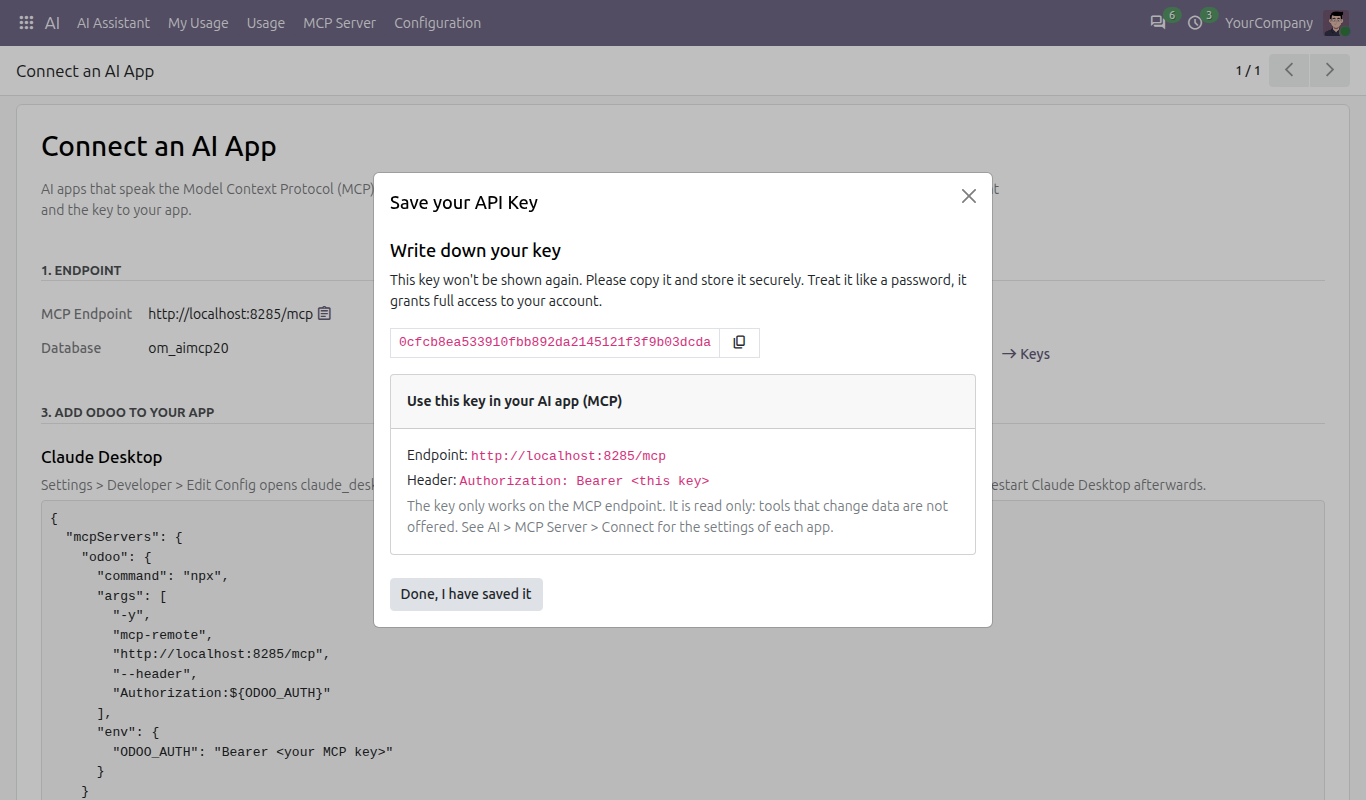 AI AI Assistant My Usage Usage MCP Server Configuration 6 3 YourCompany
Connect an AI App 1 / 1
Connect an AI App
AI apps that speak the Model Context Protocol (MCP)
and the key to your app.
1. ENDPOINT
MCP Endpoint http://localhost:8285/mcp
Database om_aimcp20
Keys
3. ADD ODOO TO YOUR APP
Claude Desktop
Settings > Developer > Edit Config opens claude_desk
estart Claude Desktop afterwards.
{
"mcpServers": {
"odoo": {
"command": "npx",
"args": [
"-y",
"mcp-remote",
"http://localhost:8285/mcp",
"--header",
"Authorization:${ODOO_AUTH}"
],
"env": {
"ODOO_AUTH": "Bearer <your MCP key>"
}
}
Save your API Key
Write down your key
This key won't be shown again. Please copy it and store it securely. Treat it like a password, it
grants full access to your account.
0cfcb8ea533910fbb892da2145121f3f9b03dcda
Use this key in your AI app (MCP)
Endpoint: http://localhost:8285/mcp
Header: Authorization: Bearer <this key>
The key only works on the MCP endpoint. It is read only: tools that change data are not
offered. See AI > MCP Server > Connect for the settings of each app.
Done, I have saved it